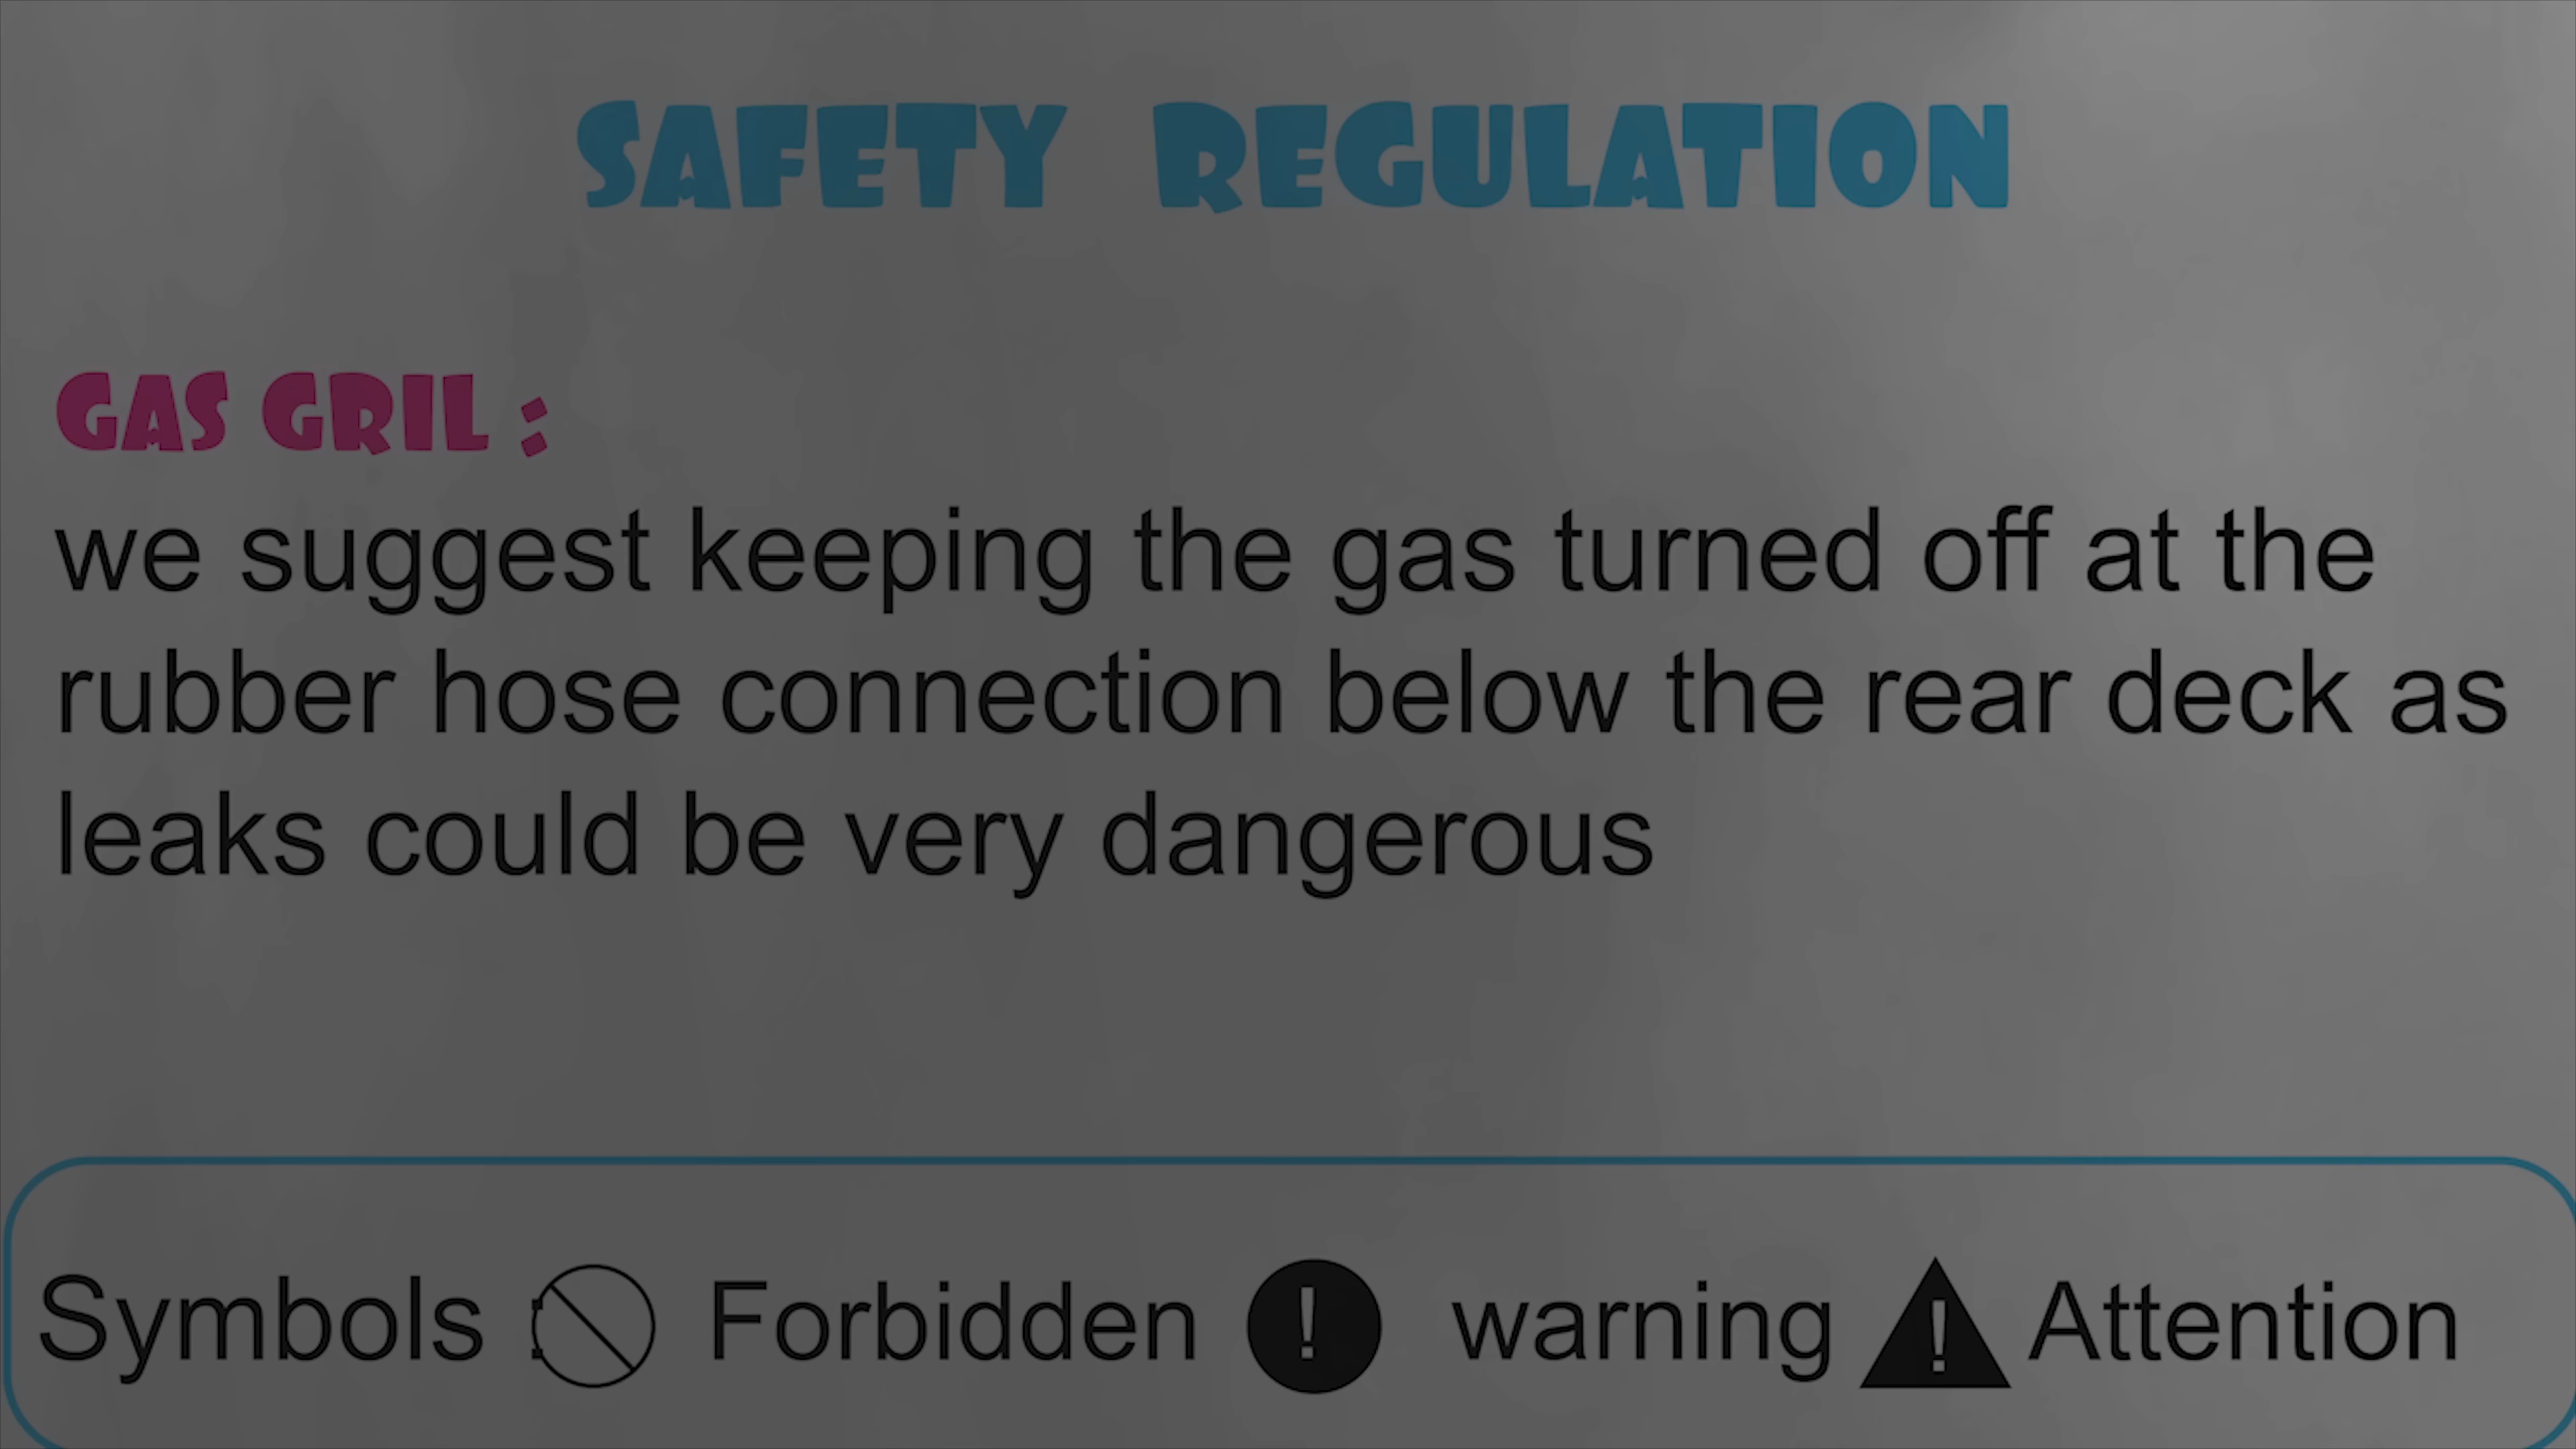 SAFETY REGULATION
GAS GRIL :
we suggest keeping the gas turned off at the
rubber hose connection below the rear deck as
leaks could be very dangerous
Symbols Forbidden ! warning ! Attention